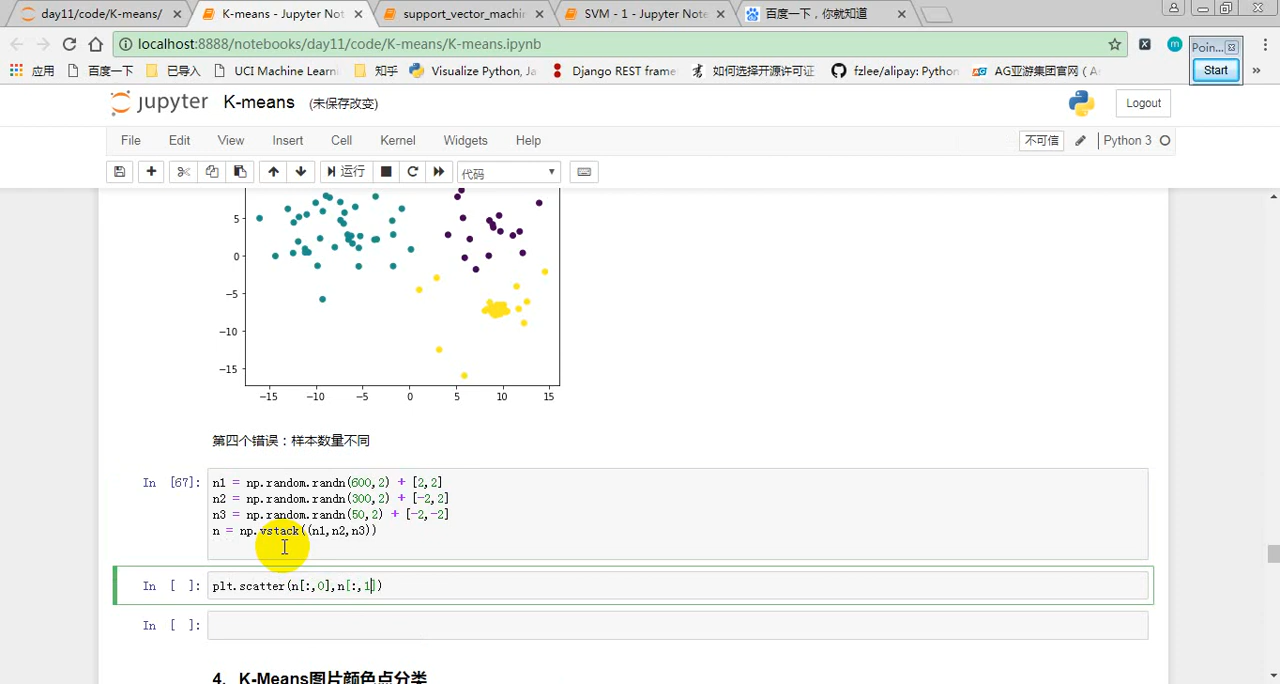 day11/code/K-means/
K-means - Jupyter Not
support_vector_machin
SVM - 1 - Jupyter Note
百度一下，你就知道
localhost:8888/notebooks/day11/code/K-means/K-means.ipynb
应用 百度一下 已导入 UCI Machine Learni 知乎 Visualize Python, Ja Django REST frame 如何选择开源许可证 fzlee/alipay: Python AG亚游集团官网（A
Poin...
Start
jupyter K-means (未保存改变)
Logout
File Edit View Insert Cell Kernel Widgets Help
不可信
Python 3
运行
代码
5
0
−5
−10
−15
−15 −10 −5 0 5 10 15
第四个错误：样本数量不同
In [67]:
n1 = np.random.randn(600,2) + [2,2]
n2 = np.random.randn(300,2) + [-2,2]
n3 = np.random.randn(50,2) + [-2,-2]
n = np.vstack((n1,n2,n3))
In [ ]: plt.scatter(n[:,0],n[:,1])
In [ ]:
4、K-Means图片颜色点分类